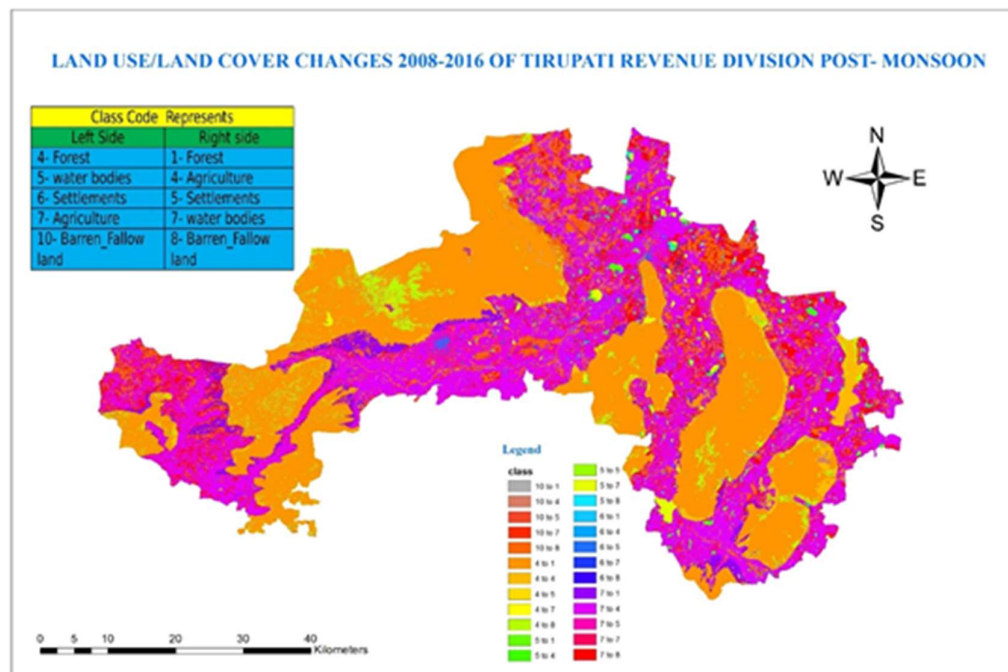 LAND USE/LAND COVER CHANGES 2008-2016 OF TIRUPATI REVENUE DIVISION POST- MONSOON
Class Code Represents
Left Side Right side
4- Forest 1- Forest
5- water bodies 4- Agriculture
6- Settlements 5- Settlements
7- Agriculture 7- water bodies
10- Barren_Fallow 8- Barren_Fallow
land land
N
W E
S
Legend
class
10 to 1
10 to 4
10 to 5
10 to 7
10 to 8
4 to 1
4 to 4
4 to 5
4 to 7
4 to 8
5 to 1
5 to 4
5 to 5
5 to 7
5 to 8
6 to 1
6 to 4
6 to 5
6 to 7
6 to 8
7 to 1
7 to 4
7 to 5
7 to 7
7 to 8
0 5 10 20 30 40
Kilometers